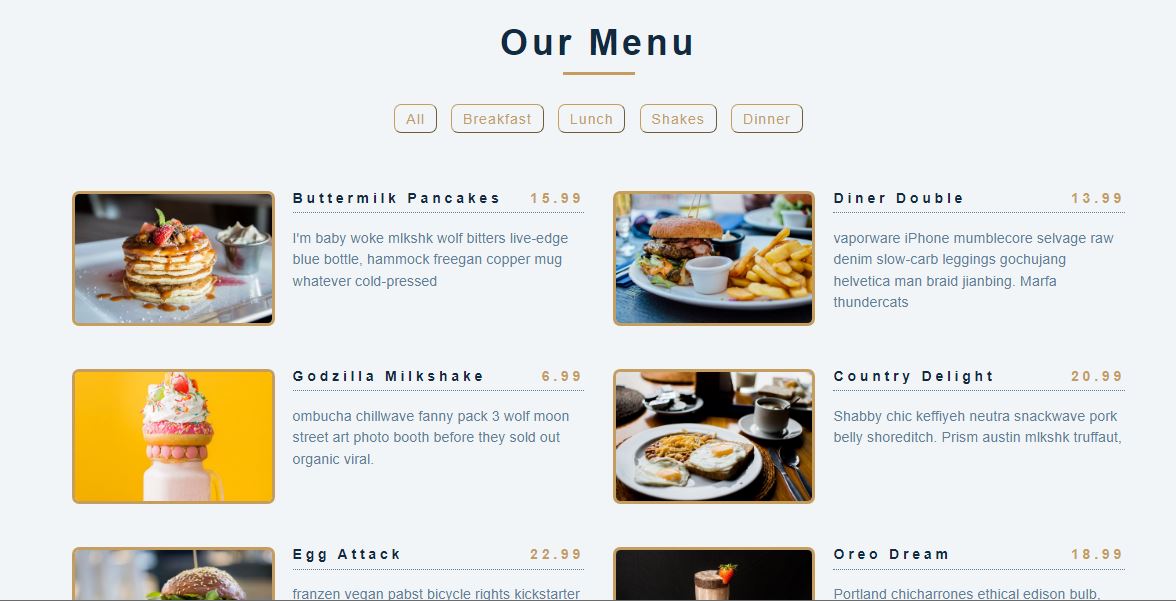 Our Menu
All Breakfast Lunch Shakes Dinner
Buttermilk Pancakes 15.99
I'm baby woke mlkshk wolf bitters live-edge
blue bottle, hammock freegan copper mug
whatever cold-pressed
Diner Double 13.99
vaporware iPhone mumblecore selvage raw
denim slow-carb leggings gochujang
helvetica man braid jianbing. Marfa
thundercats
Godzilla Milkshake 6.99
ombucha chillwave fanny pack 3 wolf moon
street art photo booth before they sold out
organic viral.
Country Delight 20.99
Shabby chic keffiyeh neutra snackwave pork
belly shoreditch. Prism austin mlkshk truffaut,
Egg Attack 22.99
franzen vegan pabst bicycle rights kickstarter
Oreo Dream 18.99
Portland chicharrones ethical edison bulb,